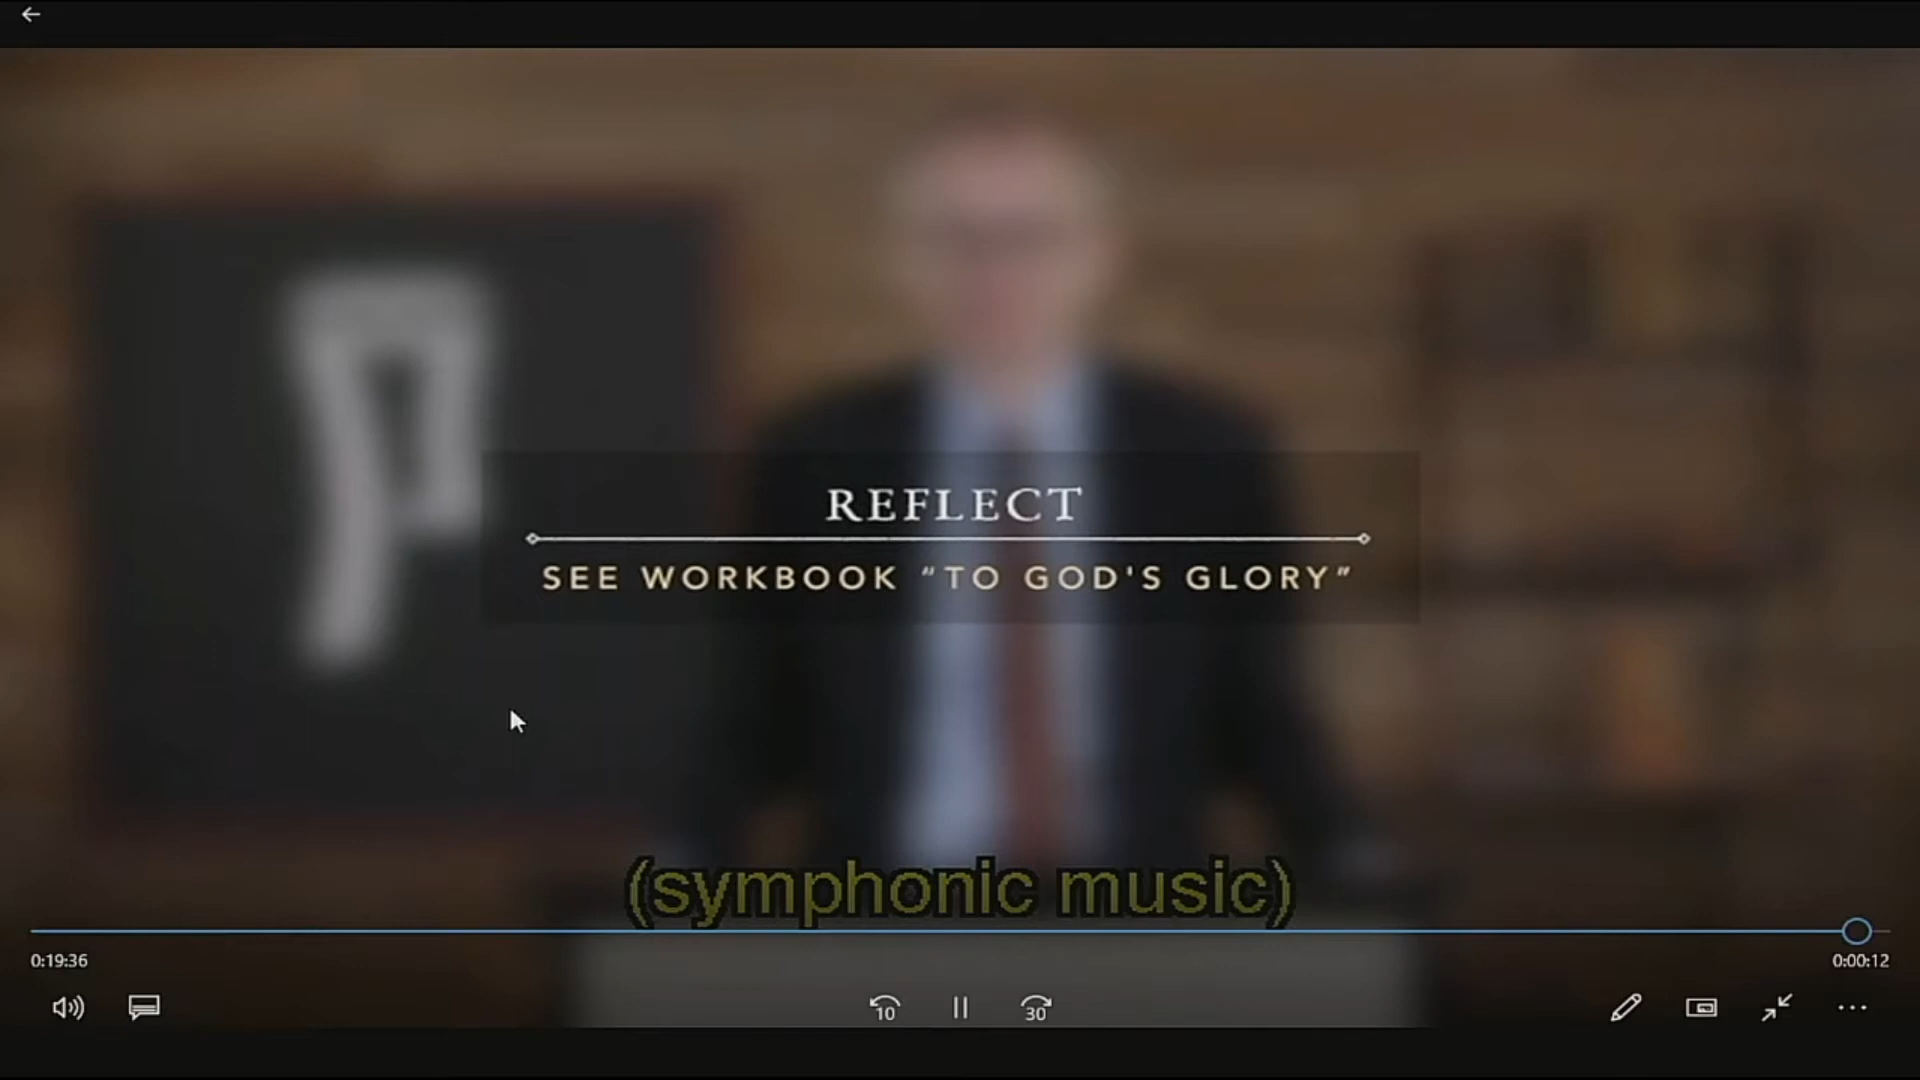 REFLECT
SEE WORKBOOK “TO GOD'S GLORY”
(symphonic music)
0:19:36
0:00:12
10
30